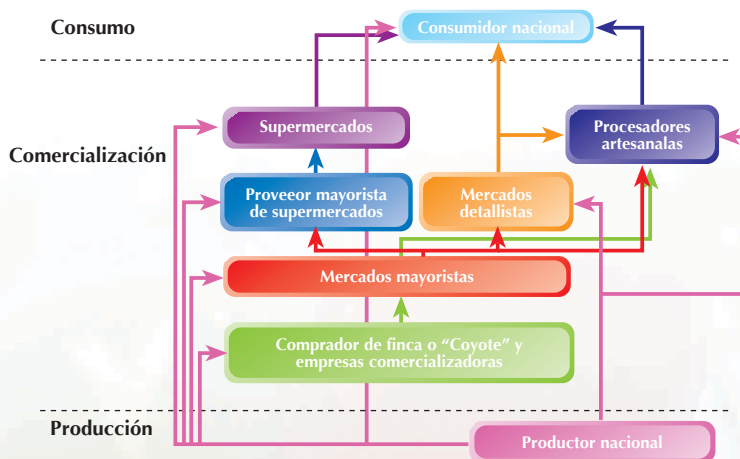 Consumo
Consumidor nacional
Comercialización
Supermercados
Procesadores
artesanalas
Proveeor mayorista
de supermercados
Mercados
detallistas
Mercados mayoristas
Comprador de finca o “Coyote” y
empresas comercializadoras
Producción
Productor nacional